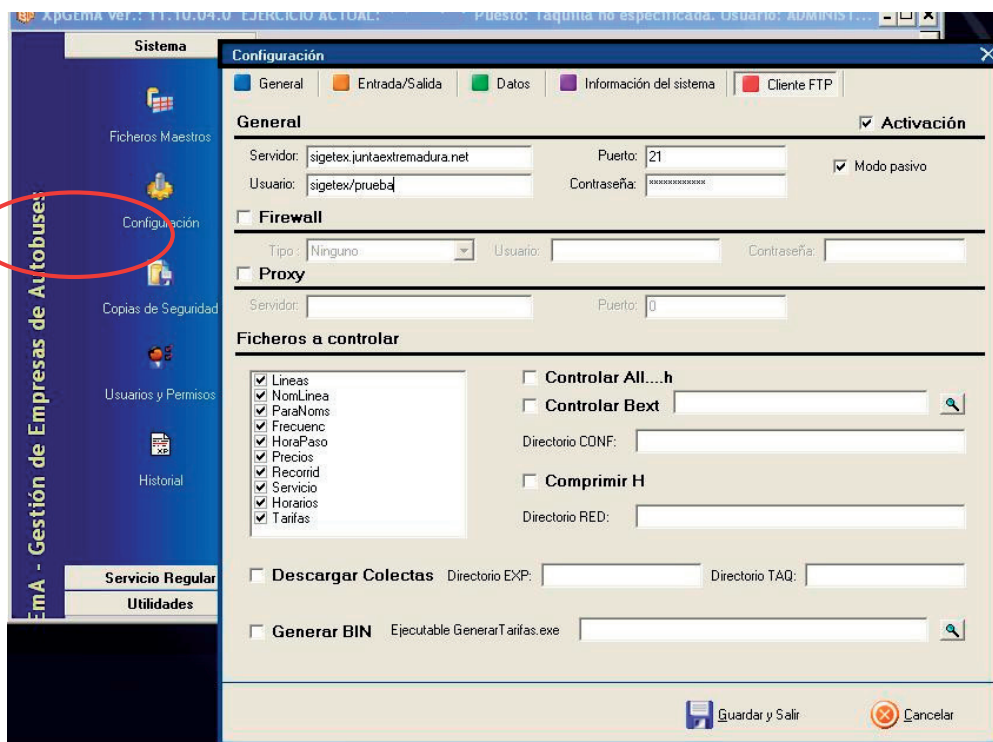 XpGEmA Ver.: 11.10.04.0 EJERCICIO ACTUAL: Puesto: Taquilla no especificada. Usuario: ADMINIST...
Sistema
Ficheros Maestros
Configuración
Copias de Seguridad
Usuarios y Permisos
Historial
Servicio Regular
Utilidades
EmA - Gestión de Empresas de Autobuses
Configuración
General Entrada/Salida Datos Información del sistema Cliente FTP
General Activación
Servidor: sigetex.juntaextremadura.net Puerto: 21
Modo pasivo
Usuario: sigetex/prueba Contraseña: ************
Firewall
Tipo : Ninguno Usuario: Contraseña:
Proxy
Servidor: Puerto: 0
Ficheros a controlar
Lineas
NomLinea
ParaNoms
Frecuenc
HoraPaso
Precios
Recorrid
Servicio
Horarios
Tarifas
Controlar All....h
Controlar Bext
Directorio CONF:
Comprimir H
Directorio RED:
Descargar Colectas Directorio EXP: Directorio TAQ:
Generar BIN Ejecutable GenerarTarifas.exe
Guardar y Salir Cancelar